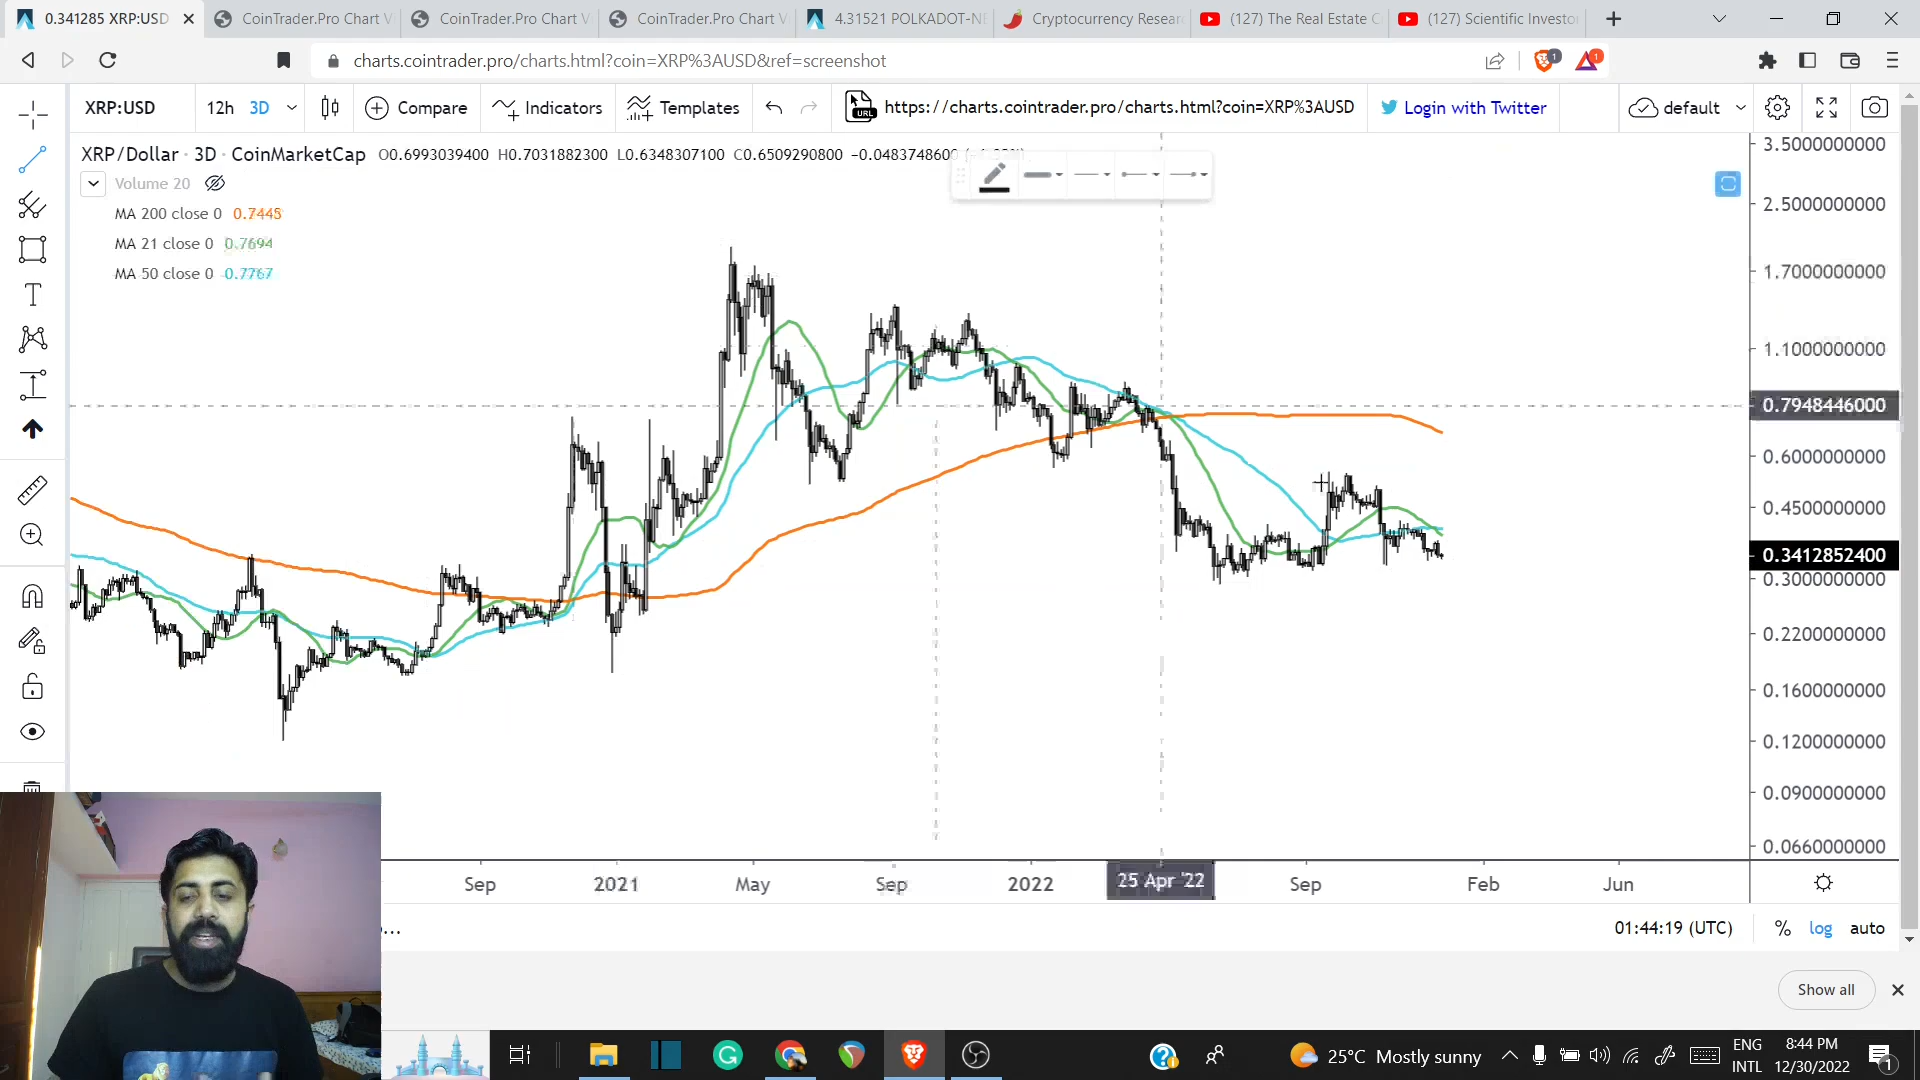 0.341285 XRP:USD
CoinTrader.Pro Chart V
CoinTrader.Pro Chart V
CoinTrader.Pro Chart V
4.31521 POLKADOT-NE
Cryptocurrency Resear
(127) The Real Estate C
(127) Scientific Investor
charts.cointrader.pro/charts.html?coin=XRP%3AUSD&ref=screenshot
1
1
XRP:USD
12h
3D
Compare
Indicators
Templates
URL
https://charts.cointrader.pro/charts.html?coin=XRP%3AUSD
Login with Twitter
default
XRP/Dollar · 3D · CoinMarketCap O0.6993039400 H0.7031882300 L0.6348307100 C0.6509290800 −0.0483748600
Volume 20
MA 200 close 0 0.7445
MA 21 close 0 0.7694
MA 50 close 0 0.7767
3.5000000000
2.5000000000
1.7000000000
1.1000000000
0.7948446000
0.6000000000
0.4500000000
0.3412852400
0.3000000000
0.2200000000
0.1600000000
0.1200000000
0.0900000000
0.0660000000
Sep
2021
May
Sep
2022
25 Apr '22
Sep
Feb
Jun
...
01:44:19 (UTC)
%
log
auto
Show all
25°C Mostly sunny
ENG
INTL
8:44 PM
12/30/2022
1